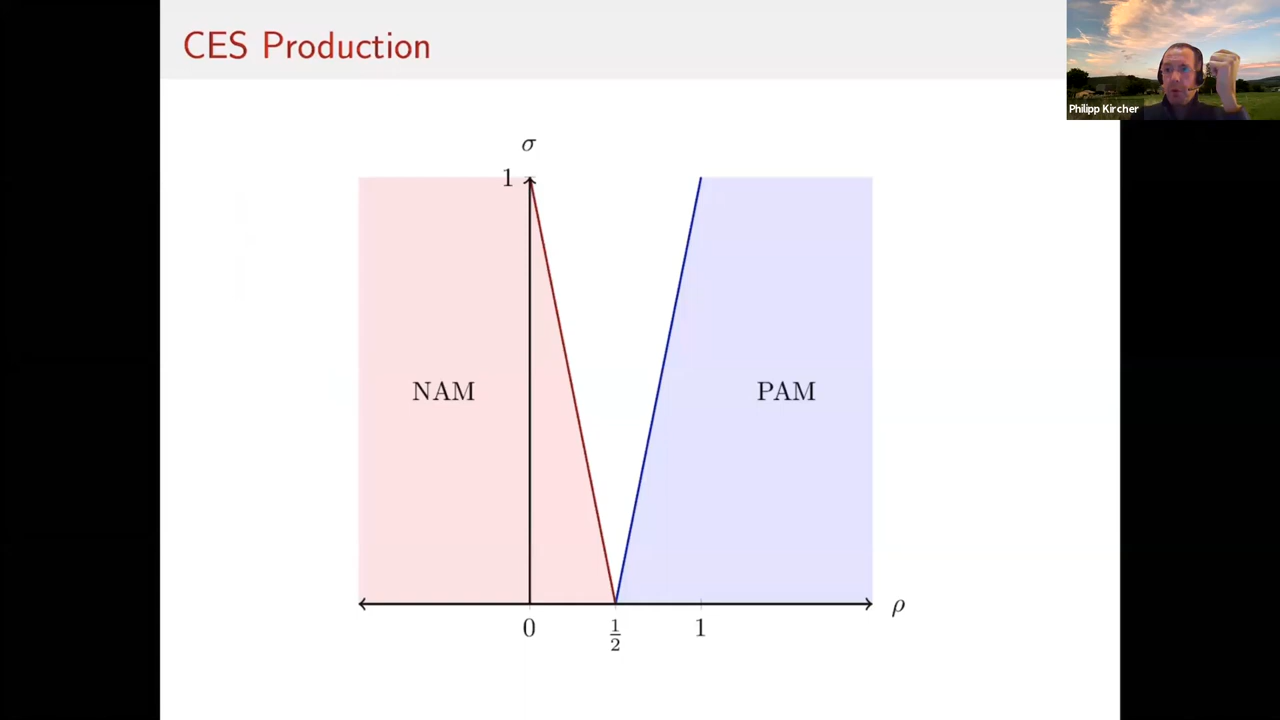 CES Production
Philipp Kircher
σ
1
NAM
PAM
ρ
0
1/2
1